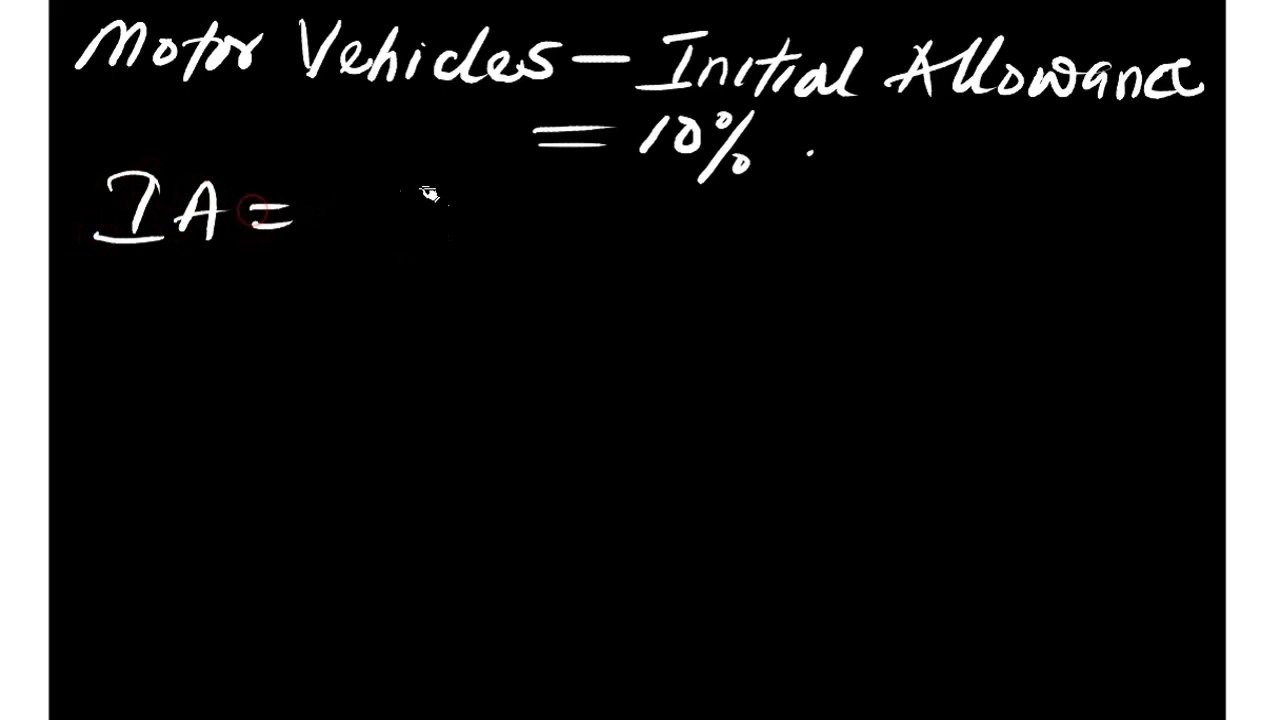 Motor Vehicles - Initial Allowance
= 10% .
IA =